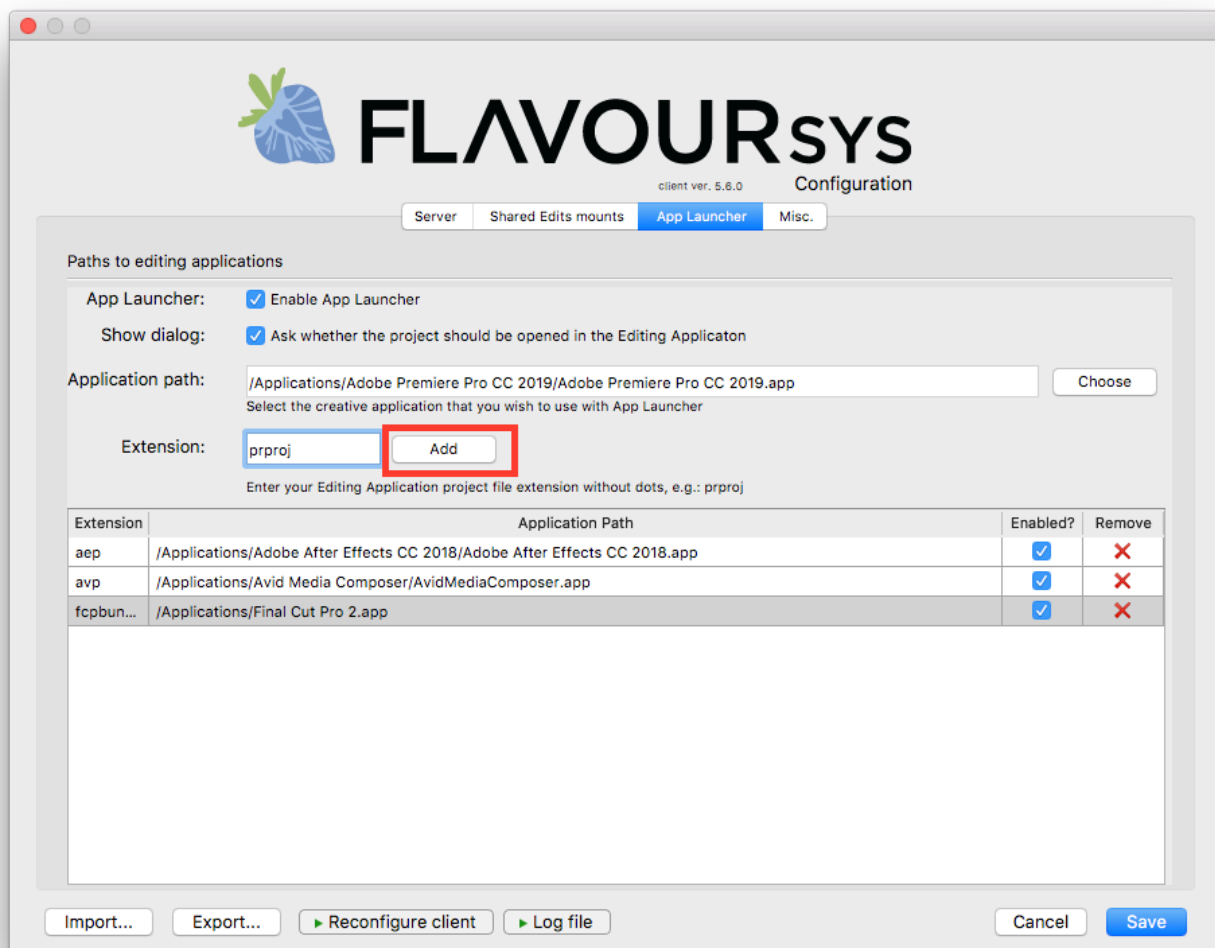 FLAVOURSYS
client ver. 5.6.0 Configuration
Server Shared Edits mounts App Launcher Misc.
Paths to editing applications
App Launcher: Enable App Launcher
Show dialog: Ask whether the project should be opened in the Editing Applicaton
Application path: /Applications/Adobe Premiere Pro CC 2019/Adobe Premiere Pro CC 2019.app Choose
Select the creative application that you wish to use with App Launcher
Extension: prproj Add
Enter your Editing Application project file extension without dots, e.g.: prproj
Extension Application Path Enabled? Remove
aep /Applications/Adobe After Effects CC 2018/Adobe After Effects CC 2018.app
avp /Applications/Avid Media Composer/AvidMediaComposer.app
fcpbun... /Applications/Final Cut Pro 2.app
Import... Export... Reconfigure client Log file Cancel Save